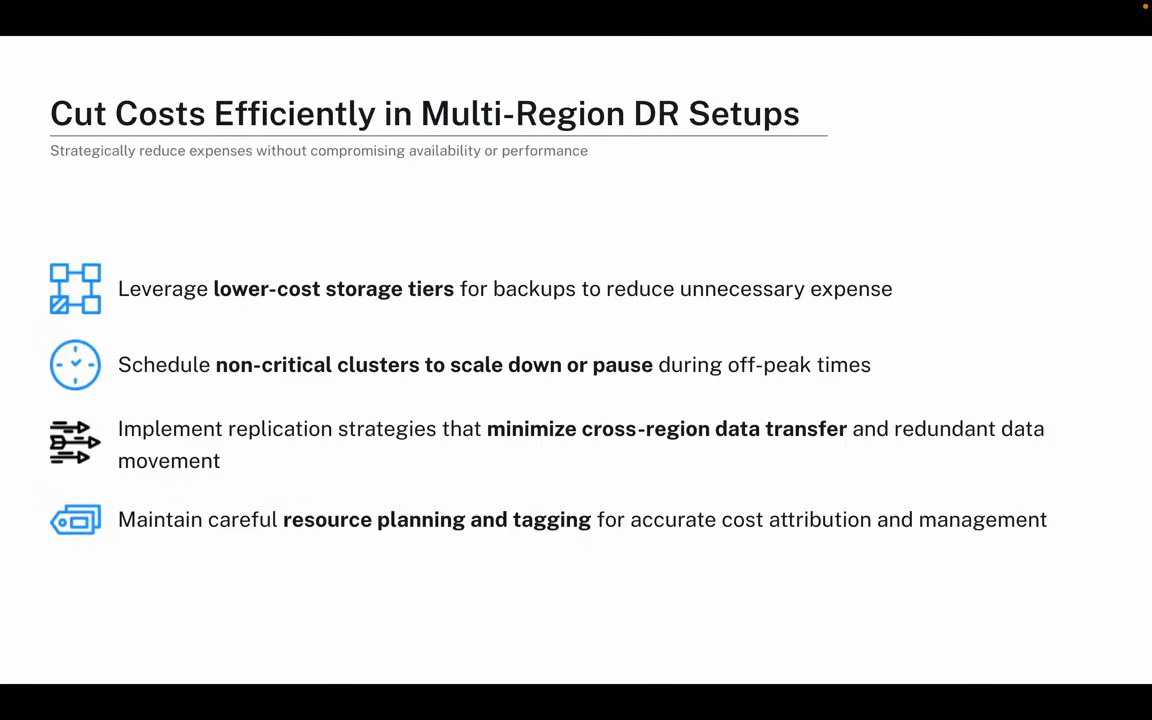 Cut Costs Efficiently in Multi-Region DR Setups
Strategically reduce expenses without compromising availability or performance
Leverage lower-cost storage tiers for backups to reduce unnecessary expense
Schedule non-critical clusters to scale down or pause during off-peak times
Implement replication strategies that minimize cross-region data transfer and redundant data
movement
Maintain careful resource planning and tagging for accurate cost attribution and management